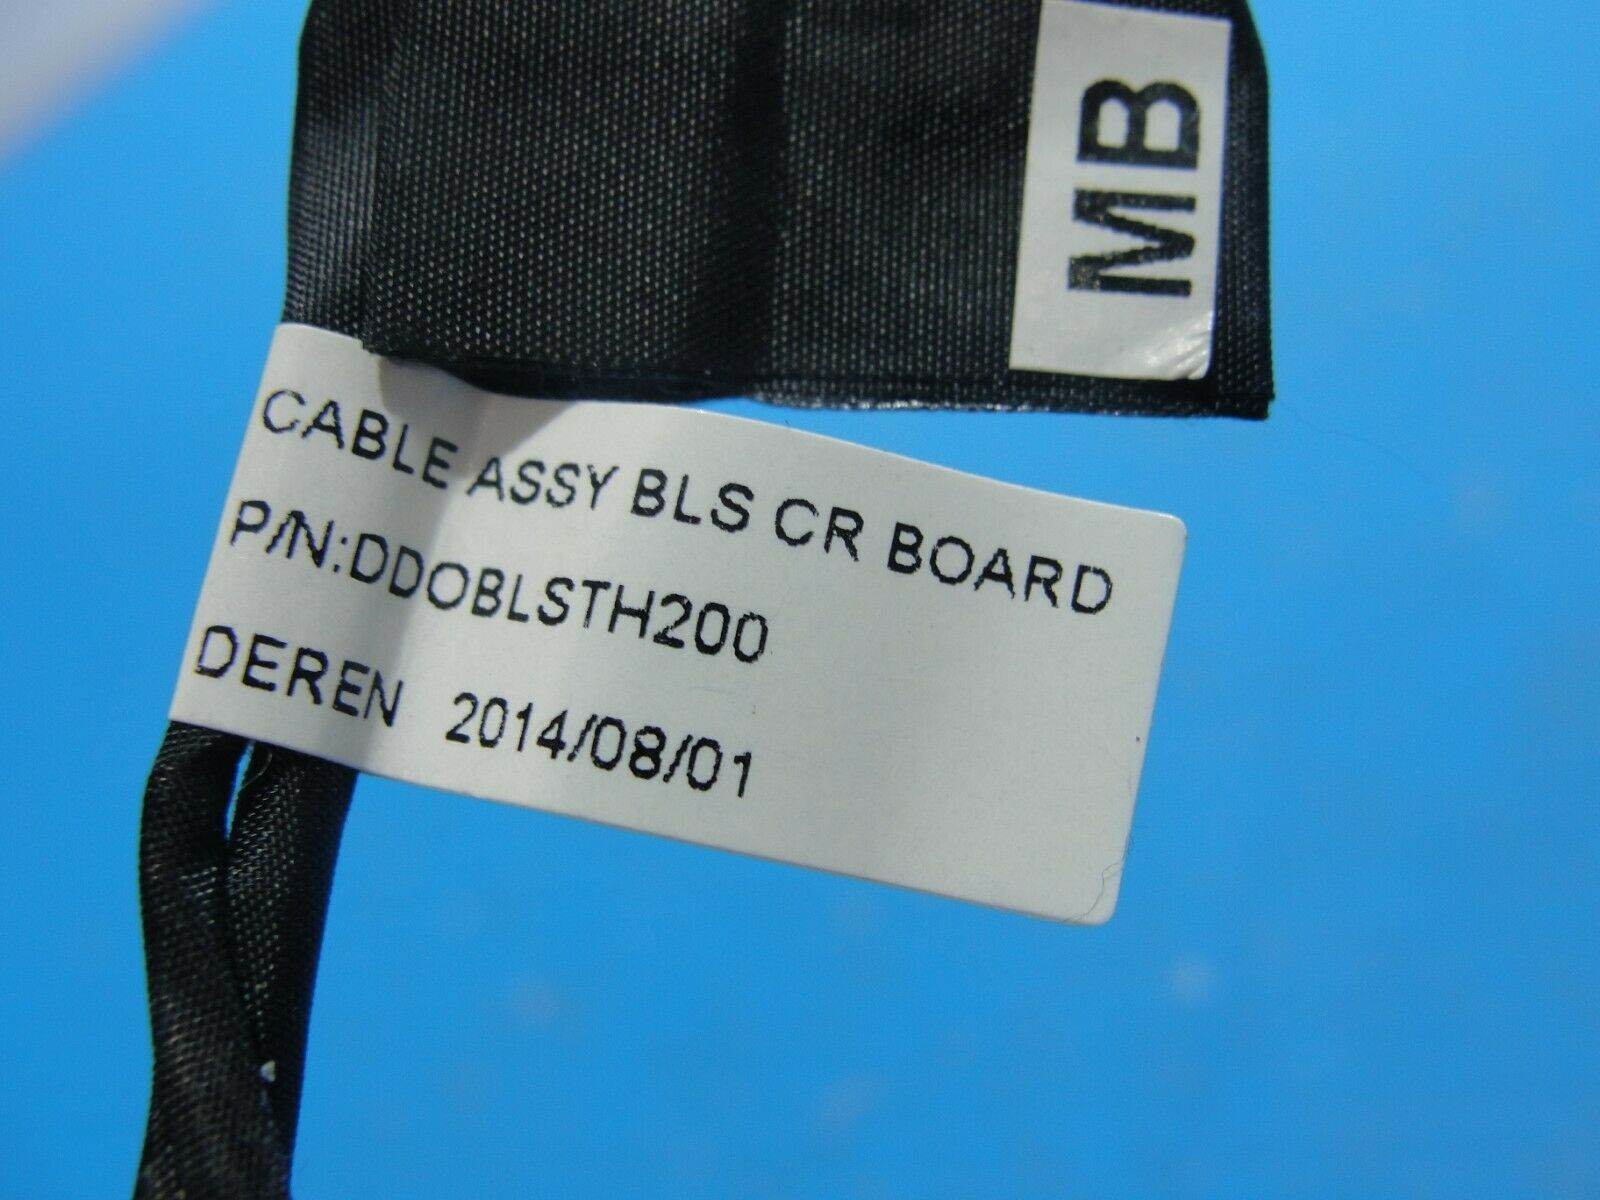 MB
CABLE ASSY BLS CR BOARD
P/N:DDOBLSTH200
DEREN 2014/08/01